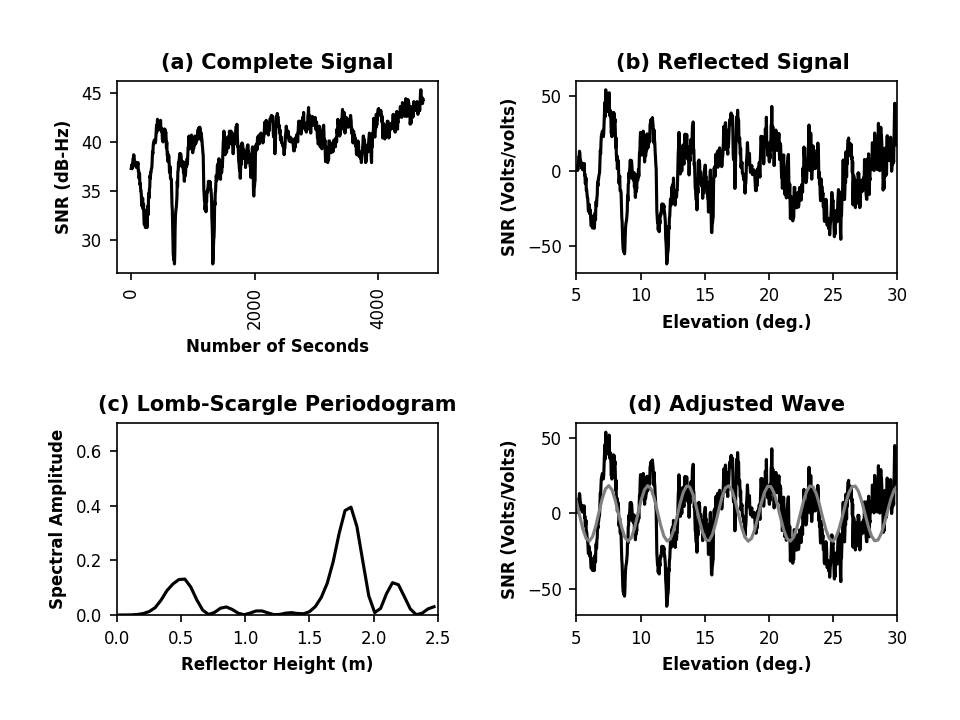 (a) Complete Signal
SNR (dB-Hz)
45
40
35
30
0
2000
4000
Number of Seconds
(b) Reflected Signal
SNR (Volts/volts)
50
0
−50
5
10
15
20
25
30
Elevation (deg.)
(c) Lomb-Scargle Periodogram
Spectral Amplitude
0.6
0.4
0.2
0.0
0.0
0.5
1.0
1.5
2.0
2.5
Reflector Height (m)
(d) Adjusted Wave
SNR (Volts/Volts)
50
0
−50
5
10
15
20
25
30
Elevation (deg.)